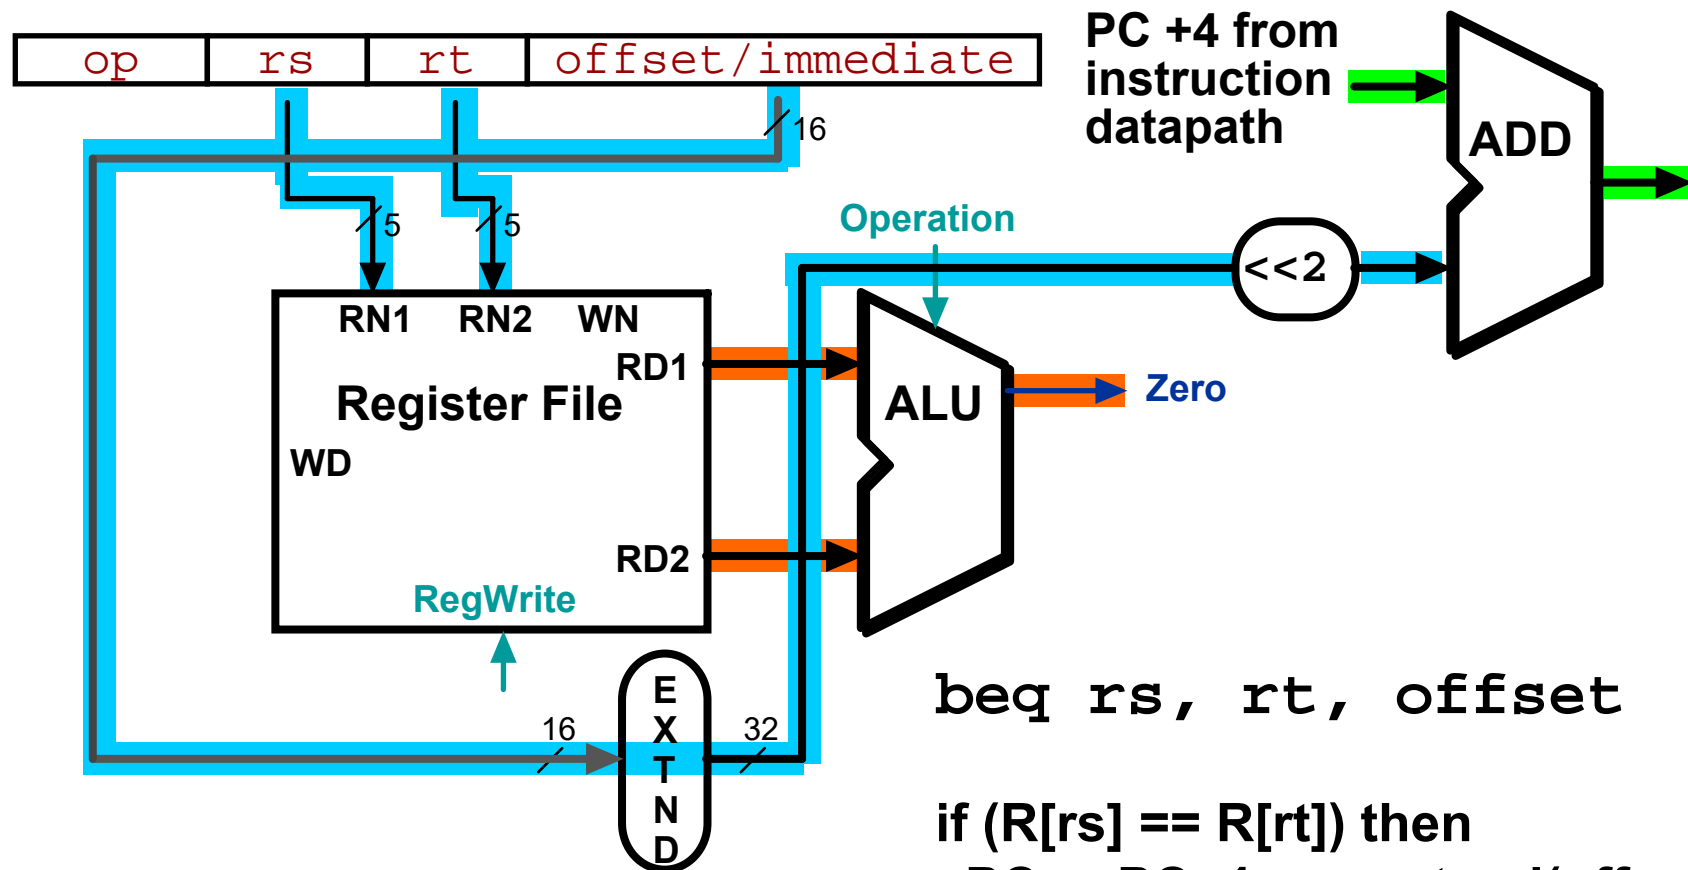 op rs rt offset/immediate
PC +4 from
instruction
datapath
ADD
16
5 5
Operation
<<2
RN1 RN2 WN
RD1
Register File
ALU
Zero
WD
RD2
RegWrite
EXTND
16 32
beq rs, rt, offset
if (R[rs] == R[rt]) then